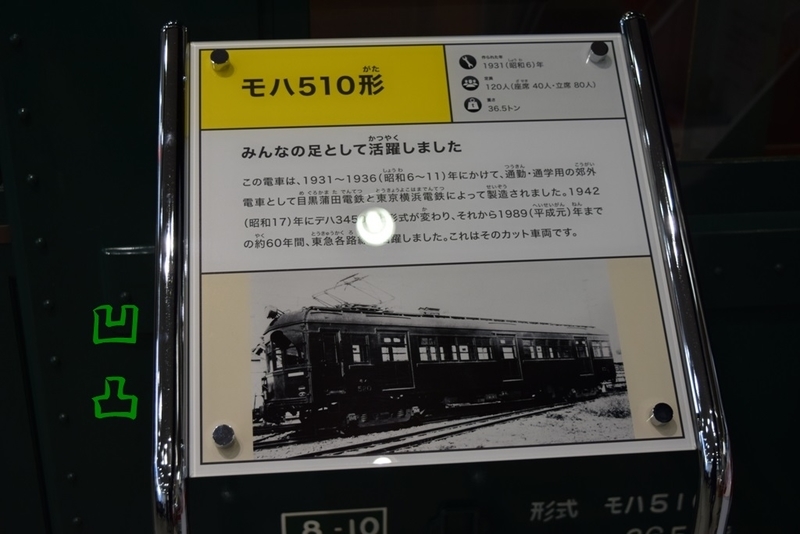 モハ510形
1931(昭和6)年
120人(座席 40人・立席 80人)
重さ
36.5トン
みんなの足として活躍しました
この電車は、1931〜1936(昭和6〜11)年にかけて、通勤・通学用の郊外
電車として目黒蒲田電鉄と東京横浜電鉄によって製造されました。1942
(昭和17)年にデハ345 形式が変わり、それから1989(平成元)年まで
の約60年間、東急各路 躍しました。これはそのカット車両です。
凹
凸
8-10
形式 モハ51